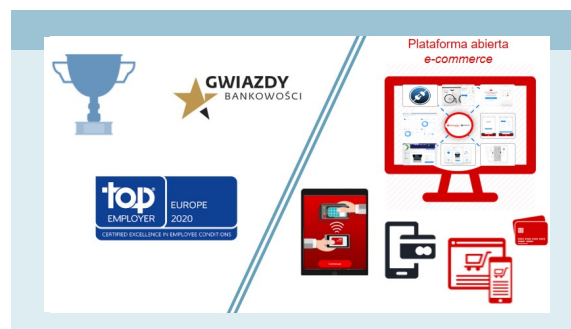 GWIAZDY
BANKOWOŚCI
top
EMPLOYER
EUROPE
2020
CERTIFIED EXCELLENCE IN EMPLOYEE CONDITIONS
Plataforma abierta
e-commerce